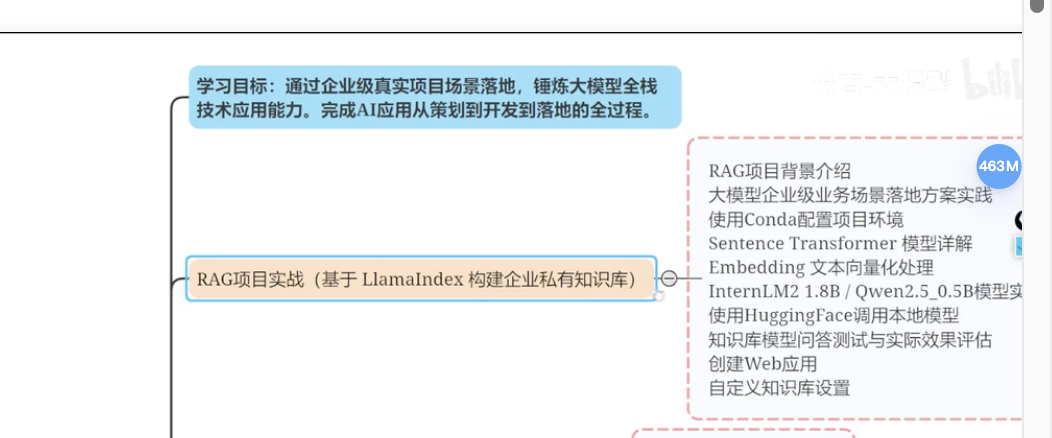 学习目标：通过企业级真实项目场景落地，锤炼大模型全栈
技术应用能力。完成AI应用从策划到开发到落地的全过程。
RAG项目实战（基于 LlamaIndex 构建企业私有知识库）
463M
RAG项目背景介绍
大模型企业级业务场景落地方案实践
使用Conda配置项目环境
Sentence Transformer 模型详解
Embedding 文本向量化处理
InternLM2 1.8B / Qwen2.5_0.5B模型实
使用HuggingFace调用本地模型
知识库模型问答测试与实际效果评估
创建Web应用
自定义知识库设置